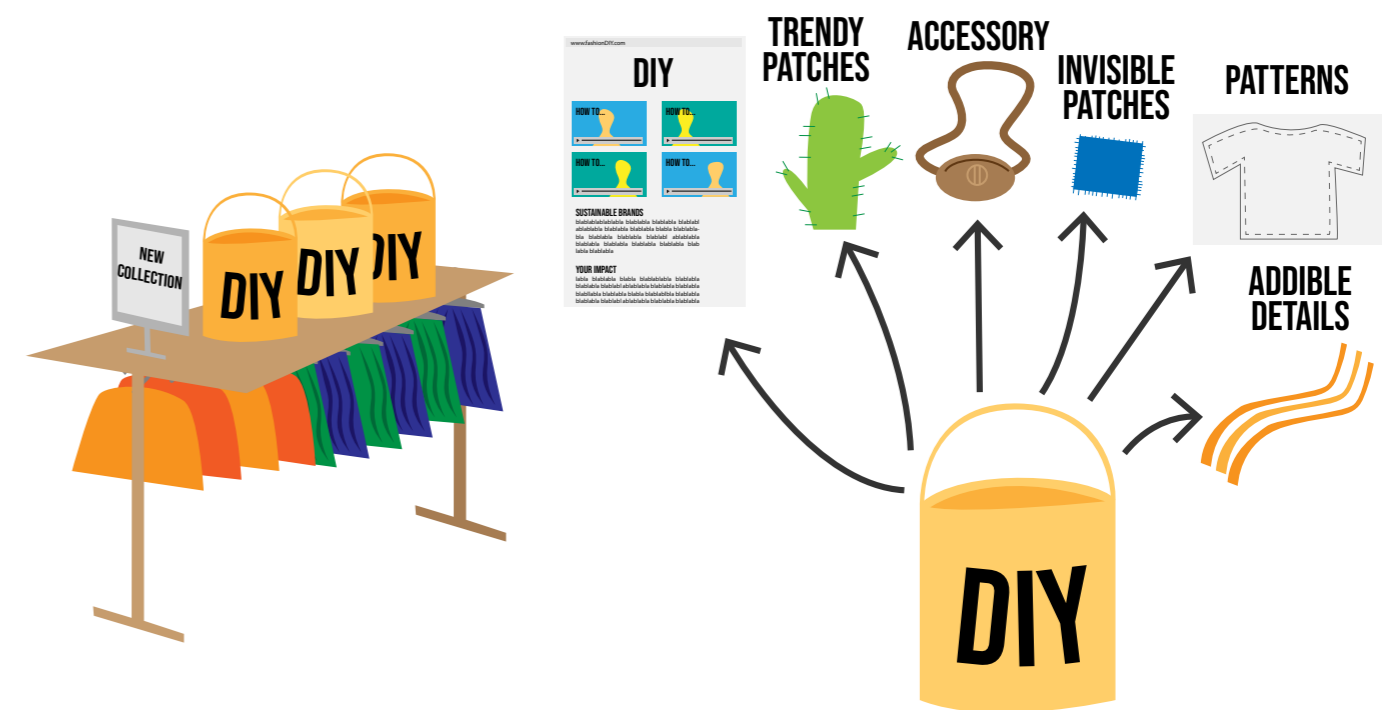 NEW
COLLECTION
DIY
DIY
DIY
www.fashionDIY.com
DIY
HOW TO...
HOW TO...
HOW TO...
HOW TO...
SUSTAINABLE BRANDS
YOUR IMPACT
TRENDY
PATCHES
ACCESSORY
INVISIBLE
PATCHES
PATTERNS
ADDIBLE
DETAILS
DIY